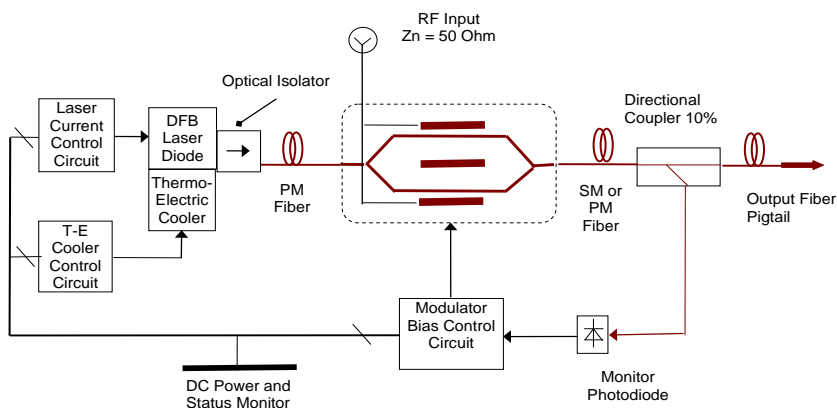 RF Input
Zn = 50 Ohm
Optical Isolator
Laser
Current
Control
Circuit
DFB
Laser
Diode
Thermo-
Electric
Cooler
T-E
Cooler
Control
Circuit
PM
Fiber
Directional
Coupler 10%
SM or
PM
Fiber
Output Fiber
Pigtail
Modulator
Bias Control
Circuit
Monitor
Photodiode
DC Power and
Status Monitor